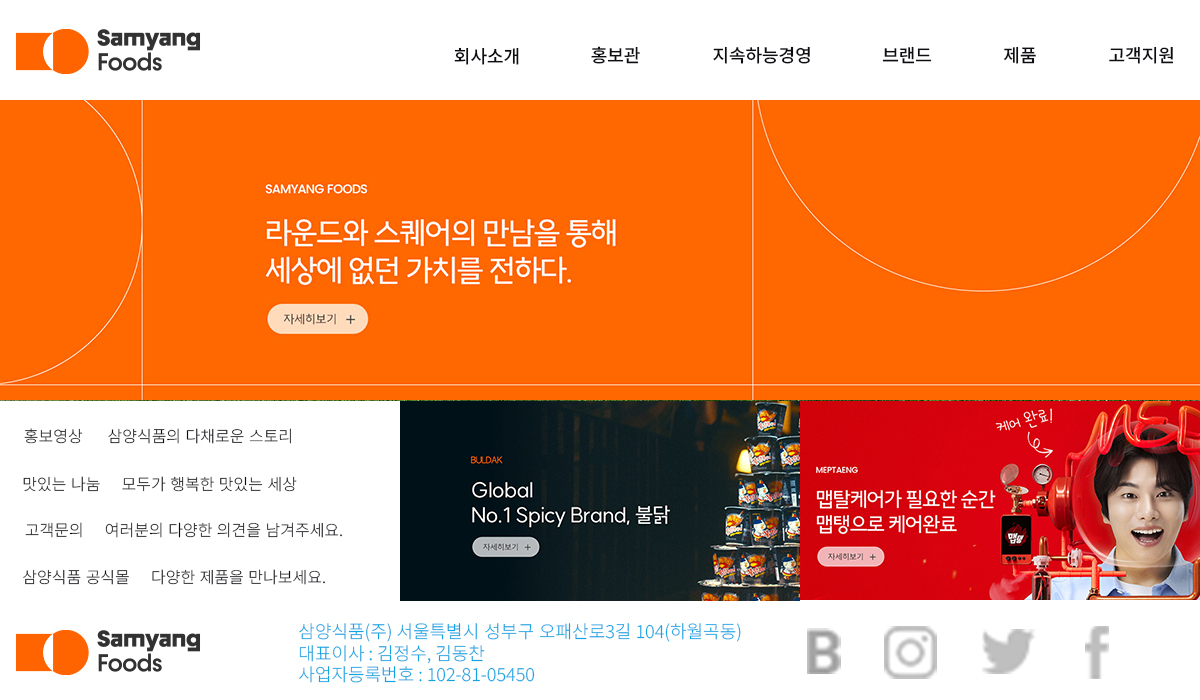 Samyang
Foods
회사소개 홍보관 지속하능경영 브랜드 제품 고객지원
SAMYANG FOODS
라운드와 스퀘어의 만남을 통해
세상에 없던 가치를 전하다.
자세히보기 +
홍보영상 삼양식품의 다채로운 스토리
맛있는 나눔 모두가 행복한 맛있는 세상
고객문의 여러분의 다양한 의견을 남겨주세요.
삼양식품 공식몰 다양한 제품을 만나보세요.
BULDAK
Global
No.1 Spicy Brand, 불닭
자세히보기 +
케어 완료!
MEPTAENG
맵탈케어가 필요한 순간
맵탱으로 케어완료
자세히보기 +
맵탱
Samyang
Foods
삼양식품(주) 서울특별시 성부구 오패산로3길 104(하월곡동)
대표이사 : 김정수, 김동찬
사업자등록번호 : 102-81-05450
B
f